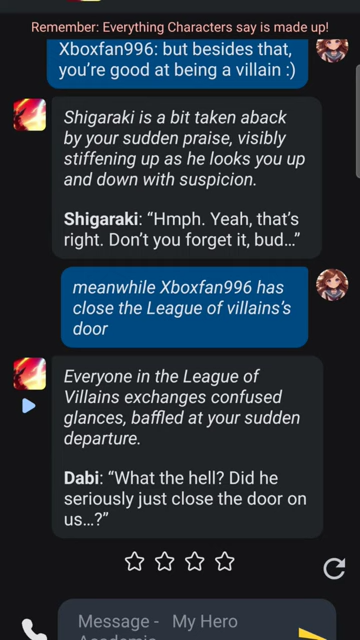 Remember: Everything Characters say is made up!
Xboxfan996: but besides that,
you're good at being a villain :)
Shigaraki is a bit taken aback
by your sudden praise, visibly
stiffening up as he looks you up
and down with suspicion.
Shigaraki: “Hmph. Yeah, that's
right. Don't you forget it, bud…”
meanwhile Xboxfan996 has
close the League of villains's
door
Everyone in the League of
Villains exchanges confused
glances, baffled at your sudden
departure.
Dabi: “What the hell? Did he
seriously just close the door on
us…?”
Message - My Hero
Academia